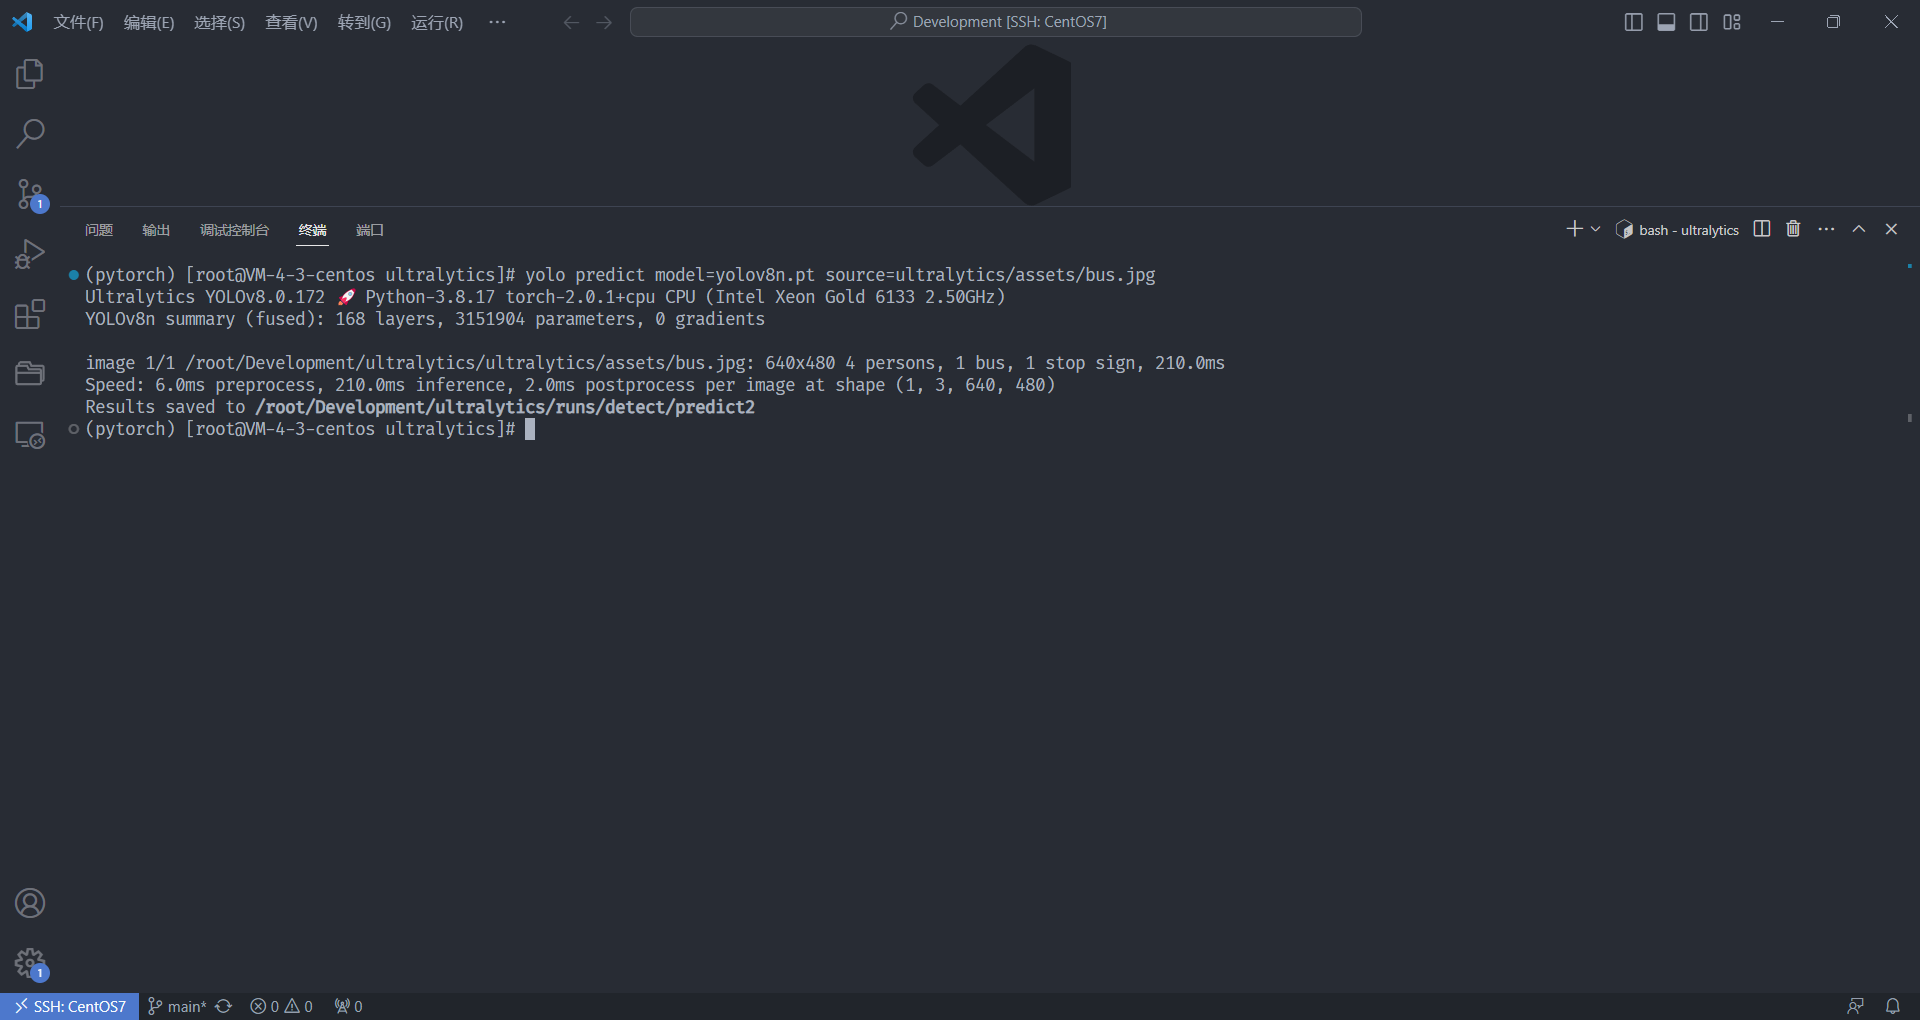 文件(F) 编辑(E) 选择(S) 查看(V) 转到(G) 运行(R) ···
Development [SSH: CentOS7]
1
问题 输出 调试控制台 终端 端口
bash - ultralytics
(pytorch) [root@VM-4-3-centos ultralytics]# yolo predict model=yolov8n.pt source=ultralytics/assets/bus.jpg
Ultralytics YOLOv8.0.172 🚀 Python-3.8.17 torch-2.0.1+cpu CPU (Intel Xeon Gold 6133 2.50GHz)
YOLOv8n summary (fused): 168 layers, 3151904 parameters, 0 gradients
image 1/1 /root/Development/ultralytics/ultralytics/assets/bus.jpg: 640x480 4 persons, 1 bus, 1 stop sign, 210.0ms
Speed: 6.0ms preprocess, 210.0ms inference, 2.0ms postprocess per image at shape (1, 3, 640, 480)
Results saved to /root/Development/ultralytics/runs/detect/predict2
(pytorch) [root@VM-4-3-centos ultralytics]#
1
SSH: CentOS7 main* 0 0 0